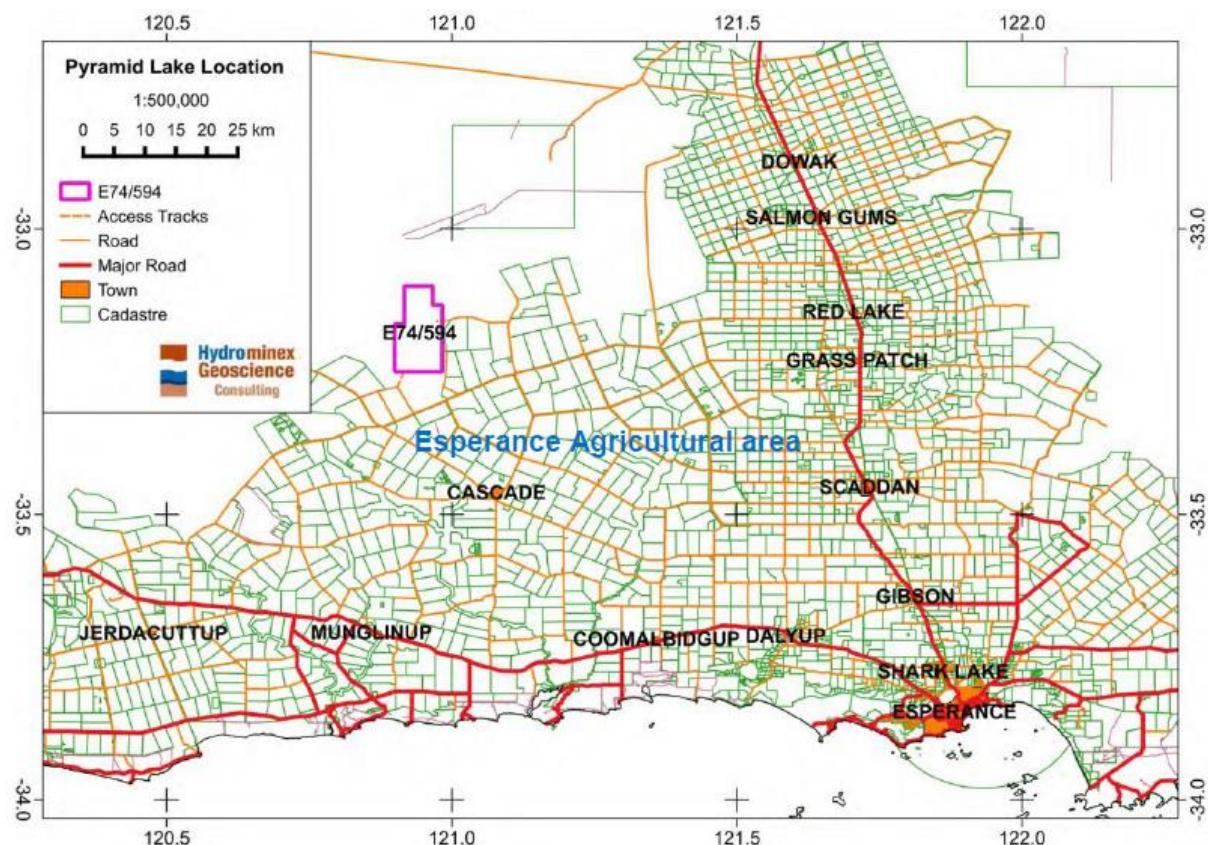 120.5 121.0 121.5 122.0
Pyramid Lake Location
1:500,000
0 5 10 15 20 25 km
E74/594
Access Tracks
Road
Major Road
Town
Cadastre
Hydrominex
Geoscience
Consulting
-33.0
-33.0
DOWAK
SALMON GUMS
RED LAKE
E74/594
GRASS PATCH
Esperance Agricultural area
SCADDAN
CASCADE
-33.5
-33.5
GIBSON
JERDACUTTUP
MUNGLINUP
COOMALBIDGUP
DALYUP
SHARK LAKE
ESPERANCE
-34.0
-34.0
120.5 121.0 121.5 122.0